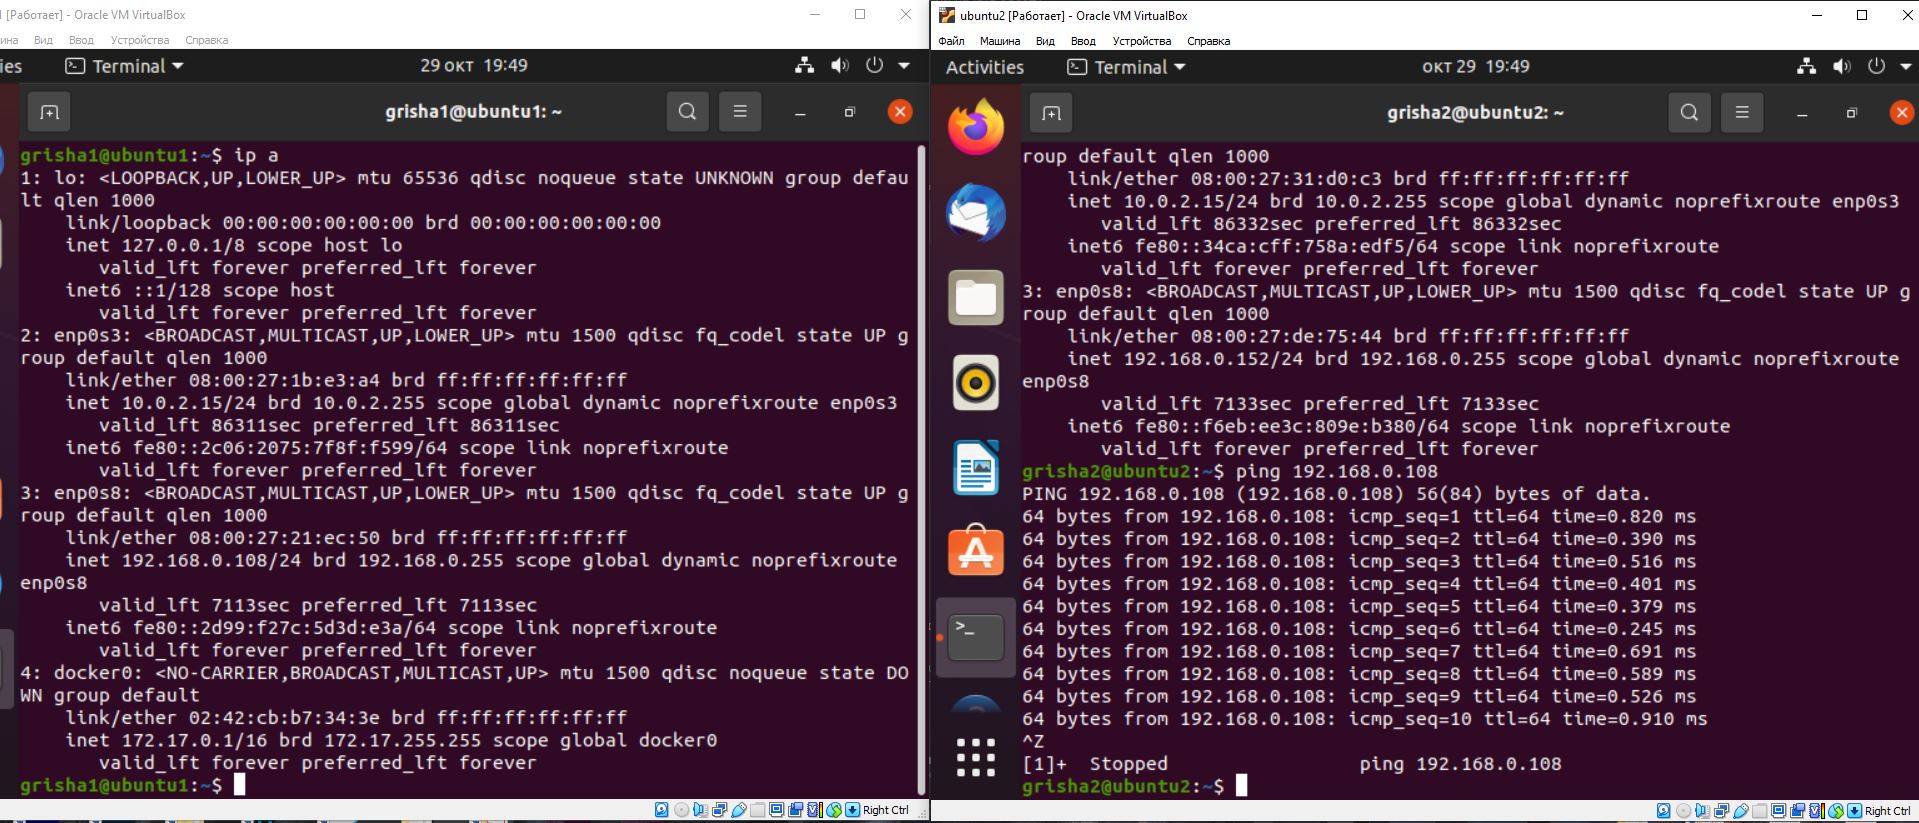 [Работает] - Oracle VM VirtualBox
Вид Ввод Устройства Справка
ies Terminal 29 окт 19:49
grisha1@ubuntu1: ~
grisha1@ubuntu1:~$ ip a
1: lo: <LOOPBACK,UP,LOWER_UP> mtu 65536 qdisc noqueue state UNKNOWN group defau
lt qlen 1000
link/loopback 00:00:00:00:00:00 brd 00:00:00:00:00:00
inet 127.0.0.1/8 scope host lo
valid_lft forever preferred_lft forever
inet6 ::1/128 scope host
valid_lft forever preferred_lft forever
2: enp0s3: <BROADCAST,MULTICAST,UP,LOWER_UP> mtu 1500 qdisc fq_codel state UP g
roup default qlen 1000
link/ether 08:00:27:1b:e3:a4 brd ff:ff:ff:ff:ff:ff
inet 10.0.2.15/24 brd 10.0.2.255 scope global dynamic noprefixroute enp0s3
valid_lft 86311sec preferred_lft 86311sec
inet6 fe80::2c06:2075:7f8f:f599/64 scope link noprefixroute
valid_lft forever preferred_lft forever
3: enp0s8: <BROADCAST,MULTICAST,UP,LOWER_UP> mtu 1500 qdisc fq_codel state UP g
roup default qlen 1000
link/ether 08:00:27:21:ec:50 brd ff:ff:ff:ff:ff:ff
inet 192.168.0.108/24 brd 192.168.0.255 scope global dynamic noprefixroute
enp0s8
valid_lft 7113sec preferred_lft 7113sec
inet6 fe80::2d99:f27c:5d3d:e3a/64 scope link noprefixroute
valid_lft forever preferred_lft forever
4: docker0: <NO-CARRIER,BROADCAST,MULTICAST,UP> mtu 1500 qdisc noqueue state DO
WN group default
link/ether 02:42:cb:b7:34:3e brd ff:ff:ff:ff:ff:ff
inet 172.17.0.1/16 brd 172.17.255.255 scope global docker0
valid_lft forever preferred_lft forever
grisha1@ubuntu1:~$
Right Ctrl
ubuntu2 [Работает] - Oracle VM VirtualBox
Файл Машина Вид Ввод Устройства Справка
Activities Terminal окт 29 19:49
grisha2@ubuntu2: ~
roup default qlen 1000
link/ether 08:00:27:31:d0:c3 brd ff:ff:ff:ff:ff:ff
inet 10.0.2.15/24 brd 10.0.2.255 scope global dynamic noprefixroute enp0s3
valid_lft 86332sec preferred_lft 86332sec
inet6 fe80::34ca:cff:758a:edf5/64 scope link noprefixroute
valid_lft forever preferred_lft forever
3: enp0s8: <BROADCAST,MULTICAST,UP,LOWER_UP> mtu 1500 qdisc fq_codel state UP g
roup default qlen 1000
link/ether 08:00:27:de:75:44 brd ff:ff:ff:ff:ff:ff
inet 192.168.0.152/24 brd 192.168.0.255 scope global dynamic noprefixroute
enp0s8
valid_lft 7133sec preferred_lft 7133sec
inet6 fe80::f6eb:ee3c:809e:b380/64 scope link noprefixroute
valid_lft forever preferred_lft forever
grisha2@ubuntu2:~$ ping 192.168.0.108
PING 192.168.0.108 (192.168.0.108) 56(84) bytes of data.
64 bytes from 192.168.0.108: icmp_seq=1 ttl=64 time=0.820 ms
64 bytes from 192.168.0.108: icmp_seq=2 ttl=64 time=0.390 ms
64 bytes from 192.168.0.108: icmp_seq=3 ttl=64 time=0.516 ms
64 bytes from 192.168.0.108: icmp_seq=4 ttl=64 time=0.401 ms
64 bytes from 192.168.0.108: icmp_seq=5 ttl=64 time=0.379 ms
64 bytes from 192.168.0.108: icmp_seq=6 ttl=64 time=0.245 ms
64 bytes from 192.168.0.108: icmp_seq=7 ttl=64 time=0.691 ms
64 bytes from 192.168.0.108: icmp_seq=8 ttl=64 time=0.589 ms
64 bytes from 192.168.0.108: icmp_seq=9 ttl=64 time=0.526 ms
64 bytes from 192.168.0.108: icmp_seq=10 ttl=64 time=0.910 ms
^Z
[1]+ Stopped ping 192.168.0.108
grisha2@ubuntu2:~$
Right Ctrl